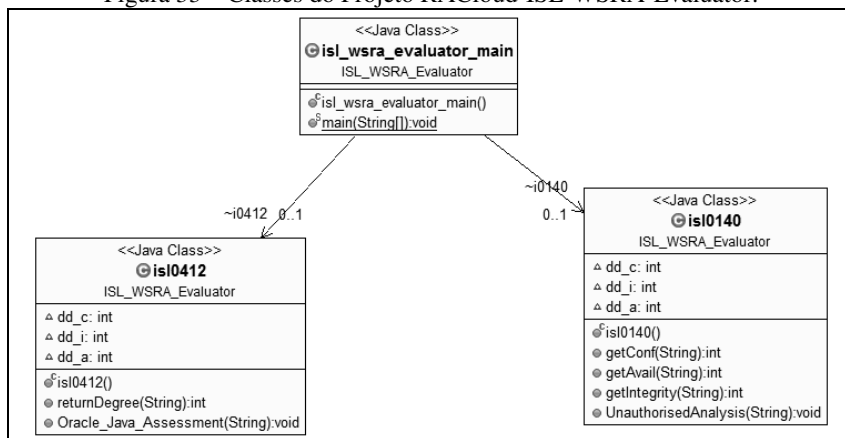 Figura 33 – Classes do Projeto RACloud-ISL-WSRA-Evaluator.
<<Java Class>>
isl_wsra_evaluator_main
ISL_WSRA_Evaluator
isl_wsra_evaluator_main()
main(String[]):void
~i0412 0..1
~i0140
0..1
<<Java Class>>
isl0412
ISL_WSRA_Evaluator
dd_c: int
dd_i: int
dd_a: int
isl0412()
returnDegree(String):int
Oracle_Java_Assessment(String):void
<<Java Class>>
isl0140
ISL_WSRA_Evaluator
dd_c: int
dd_i: int
dd_a: int
isl0140()
getConf(String):int
getAvail(String):int
getIntegrity(String):int
UnauthorisedAnalysis(String):void